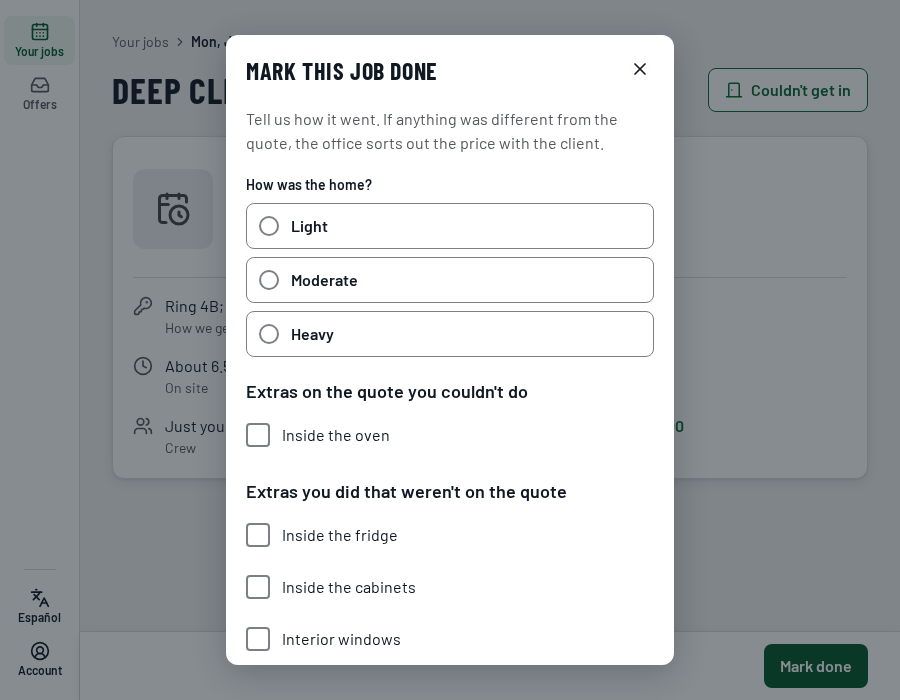 Your jobs
Offers
Español
Account
Your jobs > Mon,
DEEP
Couldn't get in
Ring 4B;
How we
About
On site
Just you
Crew
Mark done
MARK THIS JOB DONE
Tell us how it went. If anything was different from the
quote, the office sorts out the price with the client.
How was the home?
Light
Moderate
Heavy
Extras on the quote you couldn't do
Inside the oven
Extras you did that weren't on the quote
Inside the fridge
Inside the cabinets
Interior windows